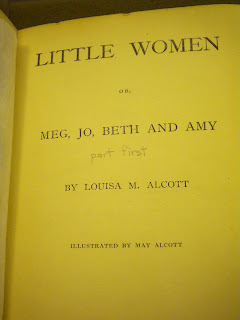 LITTLE WOMEN
OR,
MEG, JO, BETH AND AMY
part first
BY LOUISA M. ALCOTT
ILLUSTRATED BY MAY ALCOTT